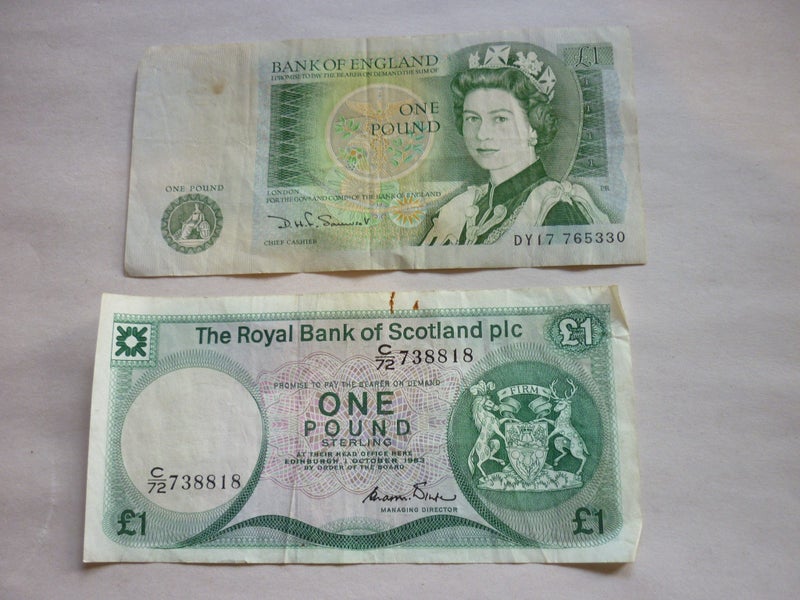 BANK OF ENGLAND
I PROMISE TO PAY THE BEARER ON DEMAND THE SUM OF
£1
ONE
POUND
ONE POUND
LONDON
FOR THE GOVR AND COMPA OF THE BANK OF ENGLAND
CHIEF CASHIER
DY17 765330
The Royal Bank of Scotland plc
£1
C/72 738818
PROMISE TO PAY THE BEARER ON DEMAND
ONE
POUND
STERLING
AT THEIR HEAD OFFICE HERE
EDINBURGH 1 OCTOBER 1983
BY ORDER OF THE BOARD
FIRM
C/72 738818
MANAGING DIRECTOR
£1
£1